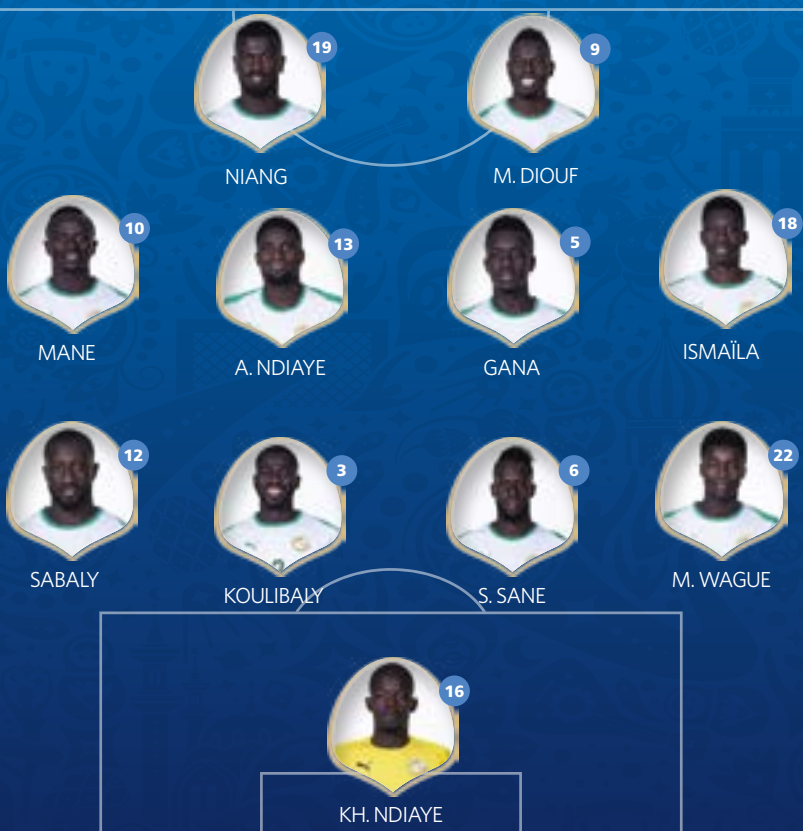 19
9
NIANG
M. DIOUF
10
13
5
18
MANE
A. NDIAYE
GANA
ISMAÏLA
12
3
6
22
SABALY
KOULIBALY
S. SANE
M. WAGUE
16
KH. NDIAYE